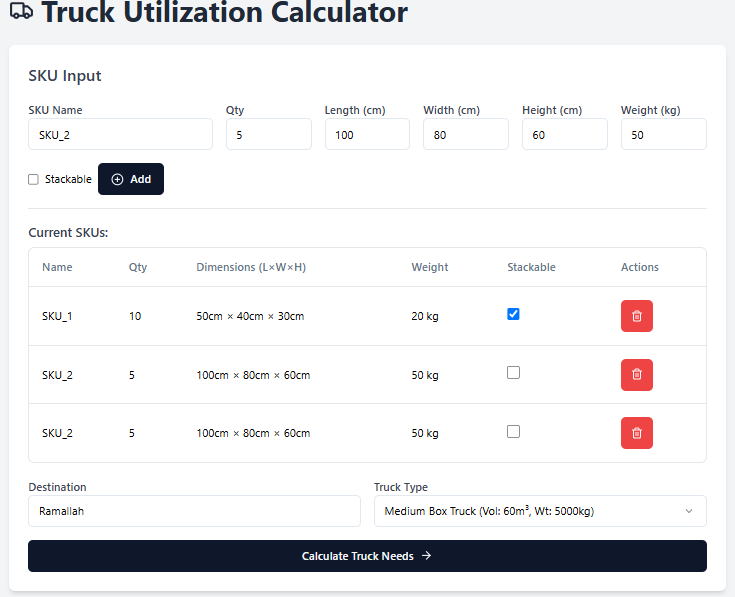 Truck Utilization Calculator
SKU Input
SKU Name Qty Length (cm) Width (cm) Height (cm) Weight (kg)
SKU_2 5 100 80 60 50
Stackable Add
Current SKUs:
Name Qty Dimensions (L×W×H) Weight Stackable Actions
SKU_1 10 50cm × 40cm × 30cm 20 kg
SKU_2 5 100cm × 80cm × 60cm 50 kg
SKU_2 5 100cm × 80cm × 60cm 50 kg
Destination Truck Type
Ramallah Medium Box Truck (Vol: 60m³, Wt: 5000kg)
Calculate Truck Needs →